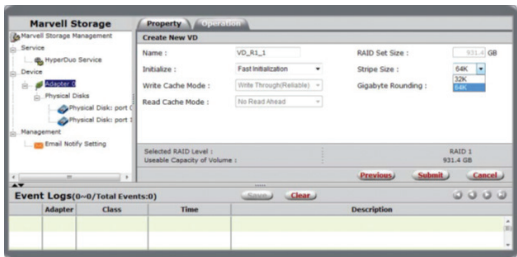 Marvell Storage
Property
Operation
Marvell Storage Management
Service
HyperDuo Service
Device
Adapter 0
Physical Disks
Physical Disk: port
Physical Disk: port
Management
Email Notify Setting
Create New VD
Name :
VD_R1_1
RAID Set Size :
931.4 GB
Initialize :
Fast Initialization
Stripe Size :
64K
32K
64K
Write Cache Mode :
Write Through(Reliable)
Gigabyte Rounding :
Read Cache Mode :
No Read Ahead
Selected RAID Level :
RAID 1
Useable Capacity of Volume :
931.4 GB
Previous
Submit
Cancel
Event Logs(0~0/Total Events:0)
Save
Clear
Adapter
Class
Time
Description